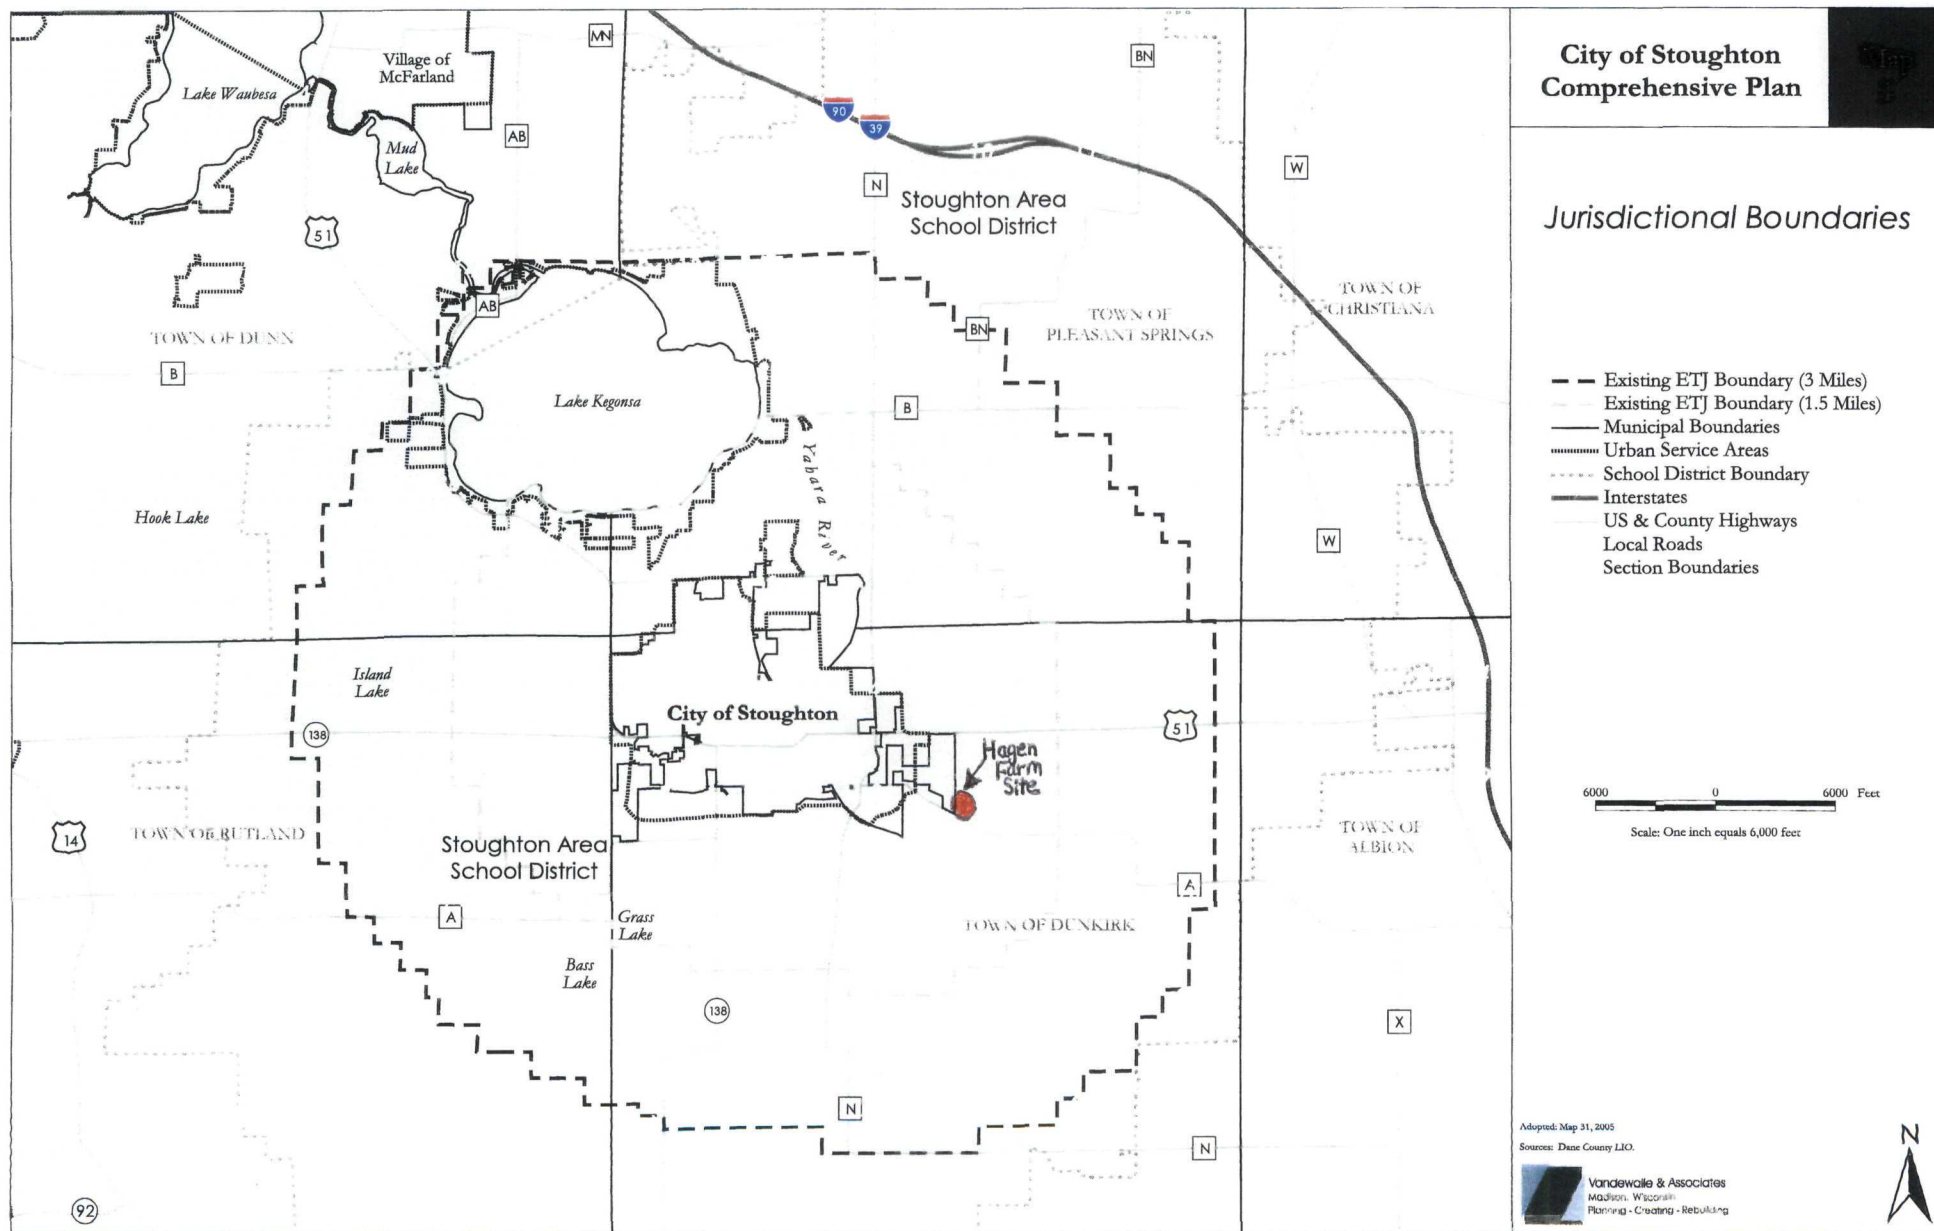 City of Stoughton
Comprehensive Plan
Jurisdictional Boundaries
Existing ETJ Boundary (3 Miles)
Existing ETJ Boundary (1.5 Miles)
Municipal Boundaries
Urban Service Areas
School District Boundary
Interstates
US & County Highways
Local Roads
Section Boundaries
6000 0 6000 Feet
Scale: One inch equals 6,000 feet
Adopted: Map 31, 2005
Sources: Dane County LIO.
Vandewalle & Associates
Madison, Wisconsin
Planning - Creating - Rebuilding
N
MN
BN
Village of
McFarland
Lake Waubesa
90
39
AB
Mud
Lake
W
N
Stoughton Area
School District
51
AB
TOWN OF
CHRISTIANA
TOWN OF
PLEASANT SPRINGS
BN
TOWN OF DUNN
B
Lake Kegonsa
B
Yahara River
Hook Lake
W
Island
Lake
City of Stoughton
138
51
Hagen
Farm
Site
14
TOWN OF RUTLAND
Stoughton Area
School District
TOWN OF
ALBION
A
A
Grass
Lake
TOWN OF DUNKIRK
Bass
Lake
138
X
N
N
92